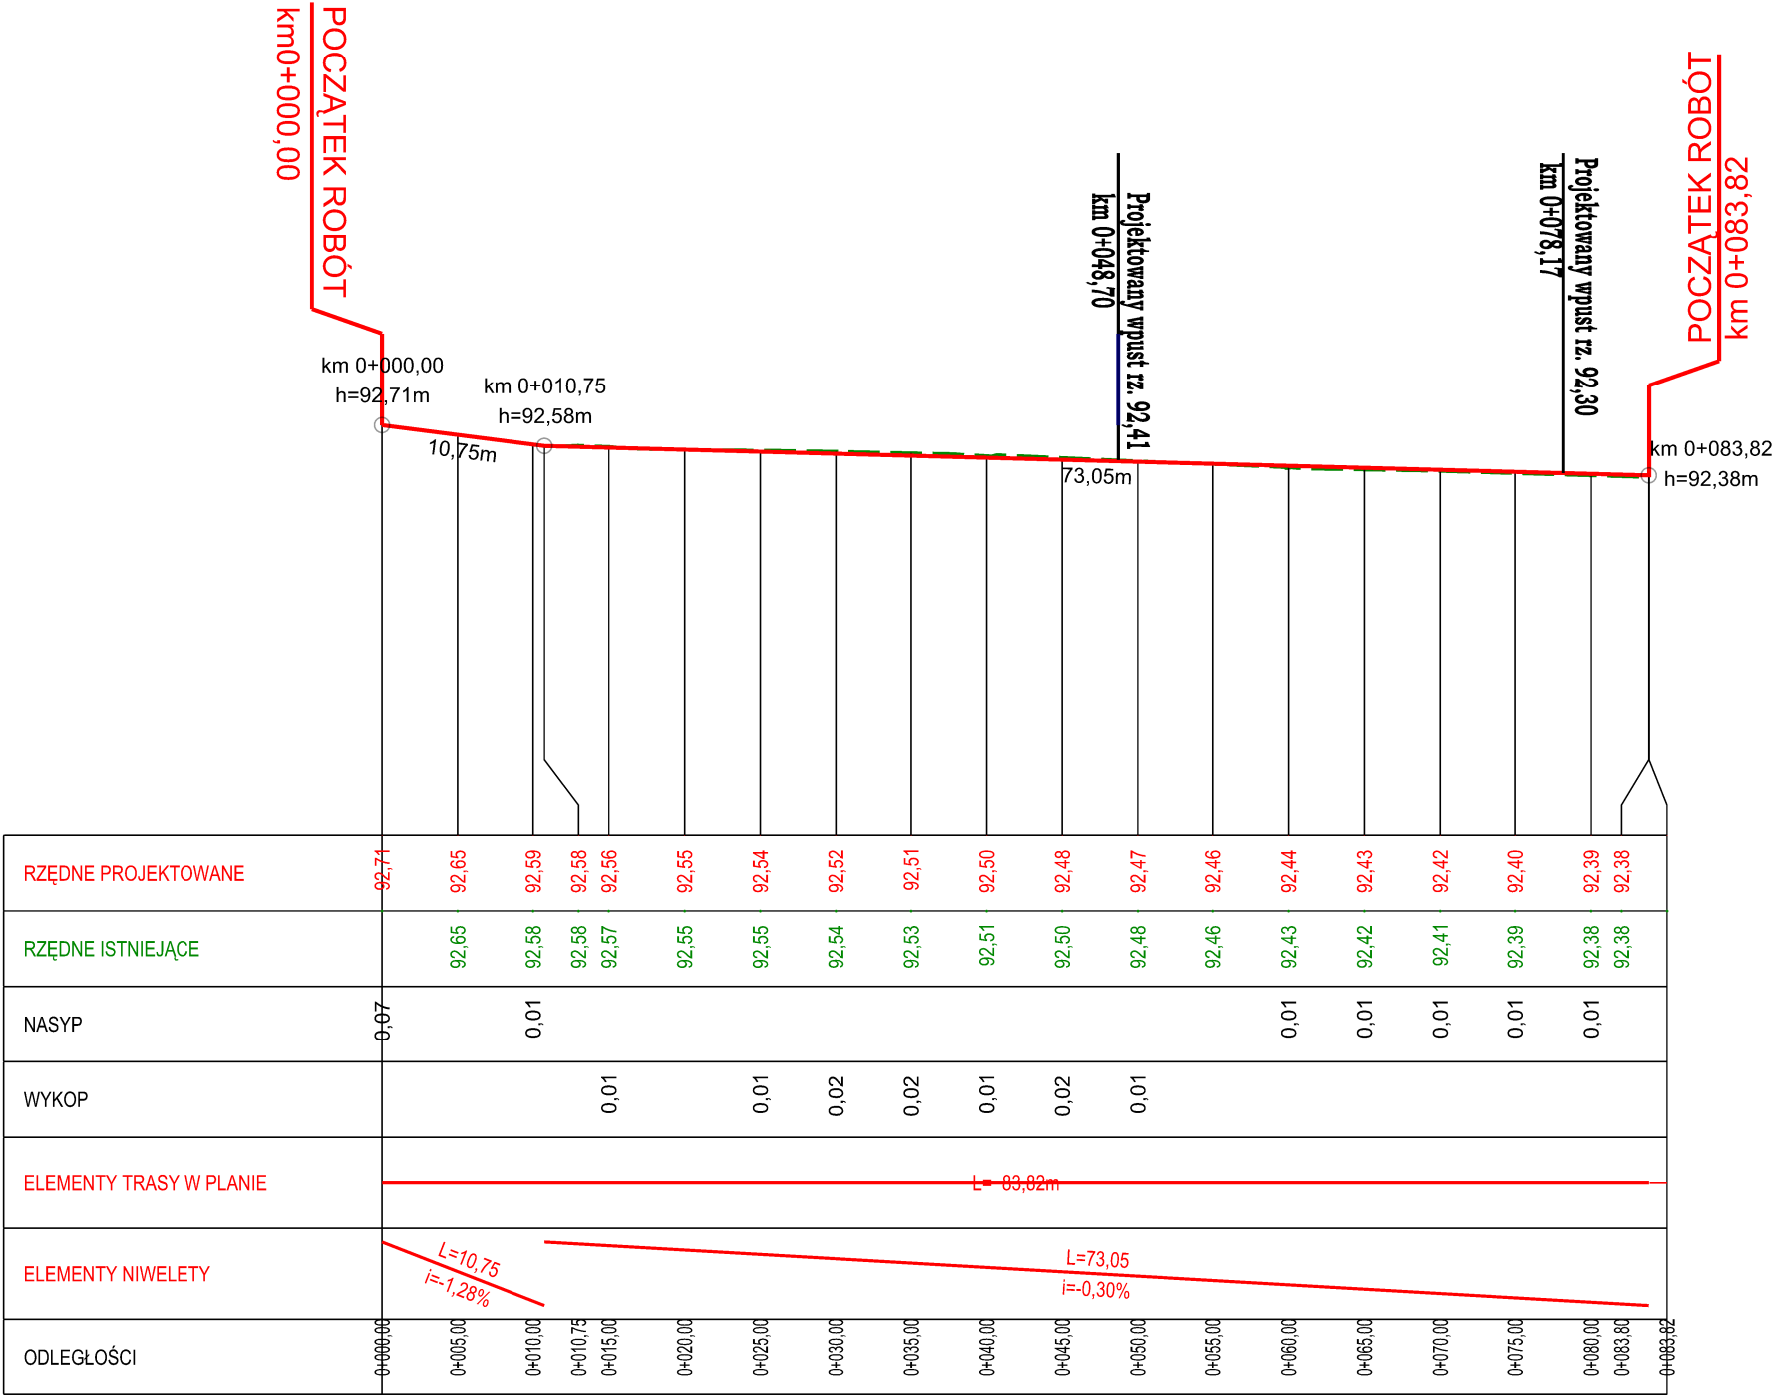 POCZĄTEK ROBÓT
km0+000,00
POCZĄTEK ROBÓT
km 0+083,82
Projektowany wpust rz. 92,41
km 0+048,70
Projektowany wpust rz. 92,30
km 0+078,17
km 0+000,00
h=92,71m
km 0+010,75
h=92,58m
10,75m
73,05m
km 0+083,82
h=92,38m
RZĘDNE PROJEKTOWANE
92,71 92,65 92,59 92,58 92,56 92,55 92,54 92,52 92,51 92,50 92,48 92,47 92,46 92,44 92,43 92,42 92,40 92,39 92,38
RZĘDNE ISTNIEJĄCE
92,65 92,58 92,58 92,57 92,55 92,55 92,54 92,53 92,51 92,50 92,48 92,46 92,43 92,42 92,41 92,39 92,38 92,38
NASYP
0,07 0,01 0,01 0,01 0,01 0,01 0,01
WYKOP
0,01 0,01 0,02 0,02 0,01 0,02 0,01
ELEMENTY TRASY W PLANIE
L= 83,82m
ELEMENTY NIWELETY
L=10,75
i=-1,28%
L=73,05
i=-0,30%
ODLEGŁOŚCI
0+000,00 0+005,00 0+010,00 0+010,75 0+015,00 0+020,00 0+025,00 0+030,00 0+035,00 0+040,00 0+045,00 0+050,00 0+055,00 0+060,00 0+065,00 0+070,00 0+075,00 0+080,00 0+083,80 0+083,82